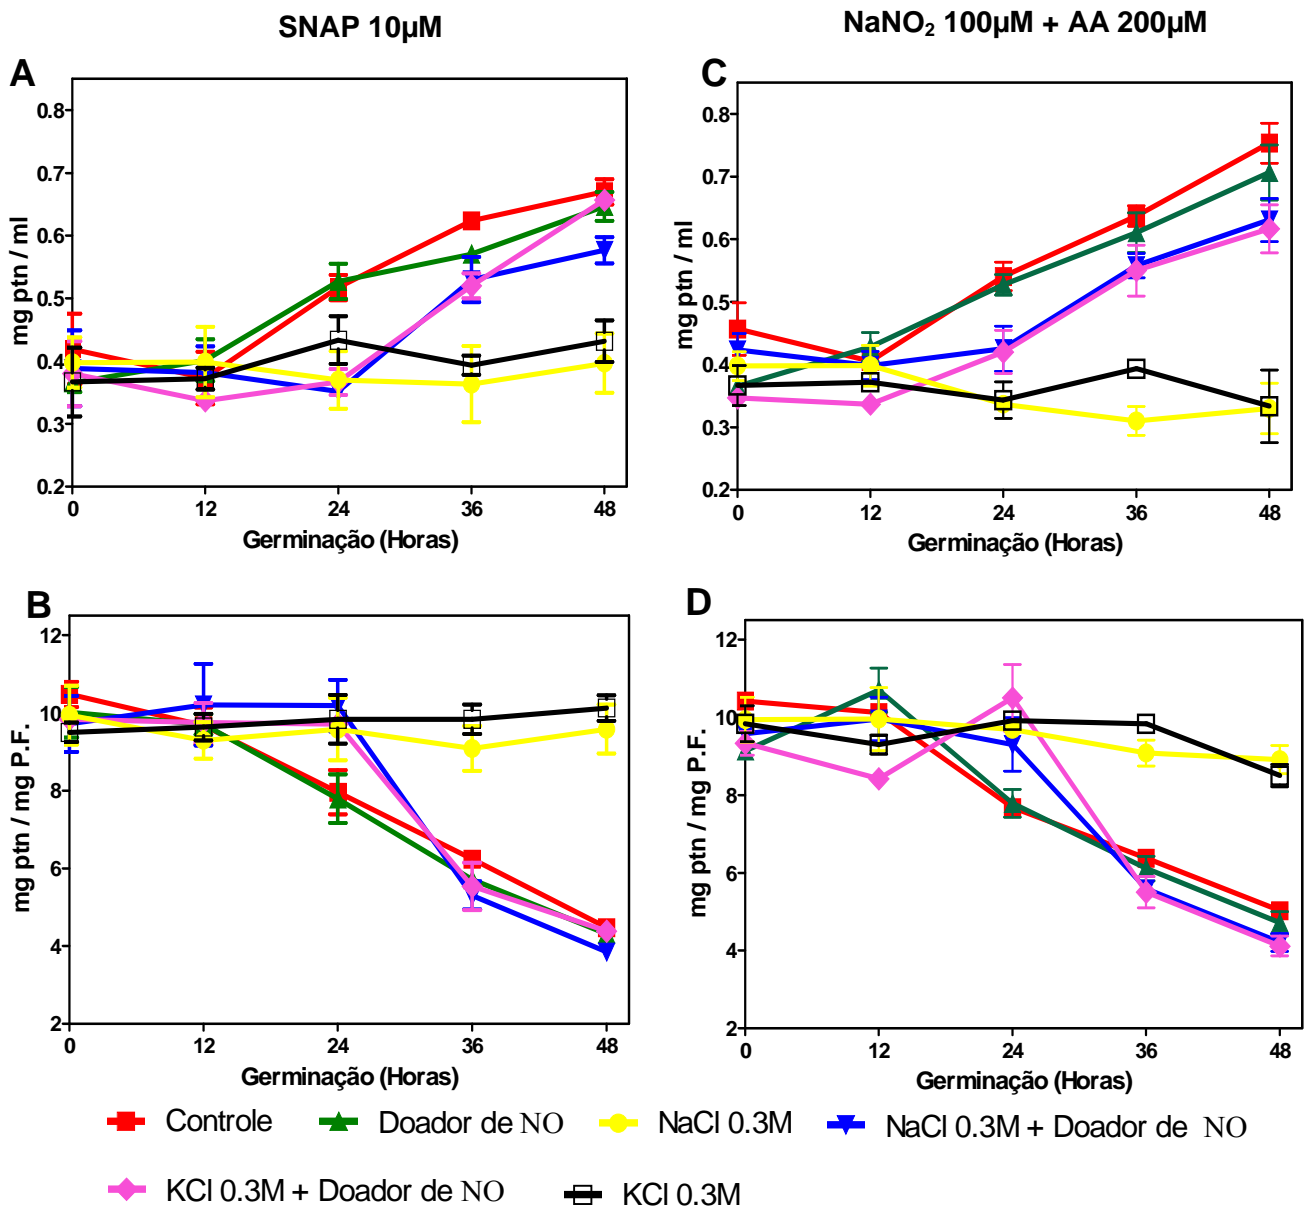 SNAP 10µM
NaNO₂ 100µM + AA 200µM
A
mg ptn / ml
0.8
0.7
0.6
0.5
0.4
0.3
0.2
0 12 24 36 48
Germinação (Horas)
C
mg ptn / ml
0.8
0.7
0.6
0.5
0.4
0.3
0.2
0 12 24 36 48
Germinação (Horas)
B
mg ptn / mg P.F.
12
10
8
6
4
2
0 12 24 36 48
Germinação (Horas)
D
mg ptn / mg P.F.
12
10
8
6
4
2
0 12 24 36 48
Germinação (Horas)
Controle Doador de NO NaCl 0.3M NaCl 0.3M + Doador de NO
KCl 0.3M + Doador de NO KCl 0.3M